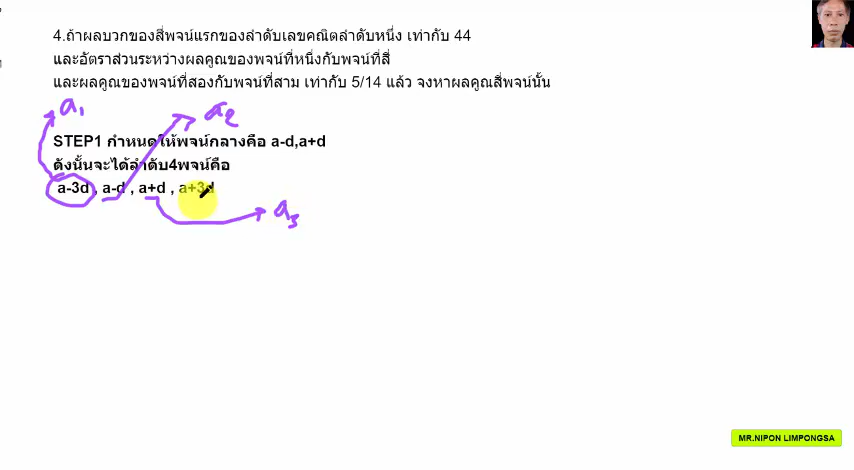 4.ถ้าผลบวกของสี่พจน์แรกของลำดับเลขคณิตลำดับหนึ่ง เท่ากับ 44
และอัตราส่วนระหว่างผลคูณของพจน์ที่หนึ่งกับพจน์ที่สี่
และผลคูณของพจน์ที่สองกับพจน์ที่สาม เท่ากับ 5/14 แล้ว จงหาผลคูณสี่พจน์นั้น
a₁
a₂
STEP1 กำหนดให้พจน์กลางคือ a-d,a+d
ดังนั้นจะได้ลำดับ4พจน์คือ
a-3d , a-d , a+d , a+3d
a₃
MR.NIPON LIMPONGSA